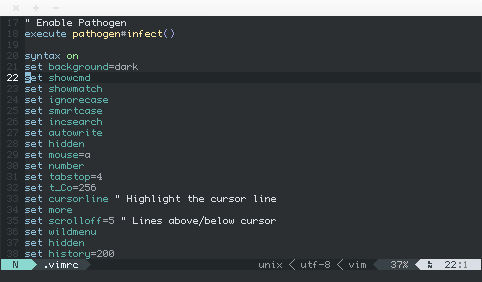 17 " Enable Pathogen
18 execute pathogen#infect()
19
20 syntax on
21 set background=dark
22 set showcmd
23 set showmatch
24 set ignorecase
25 set smartcase
26 set incsearch
27 set autowrite
28 set hidden
29 set mouse=a
30 set number
31 set tabstop=4
32 set t_Co=256
33 set cursorline " Highlight the cursor line
34 set more
35 set scrolloff=5 " Lines above/below cursor
36 set wildmenu
37 set hidden
38 set history=200
N .vimrc unix < utf-8 < vim 37% LN 22:1